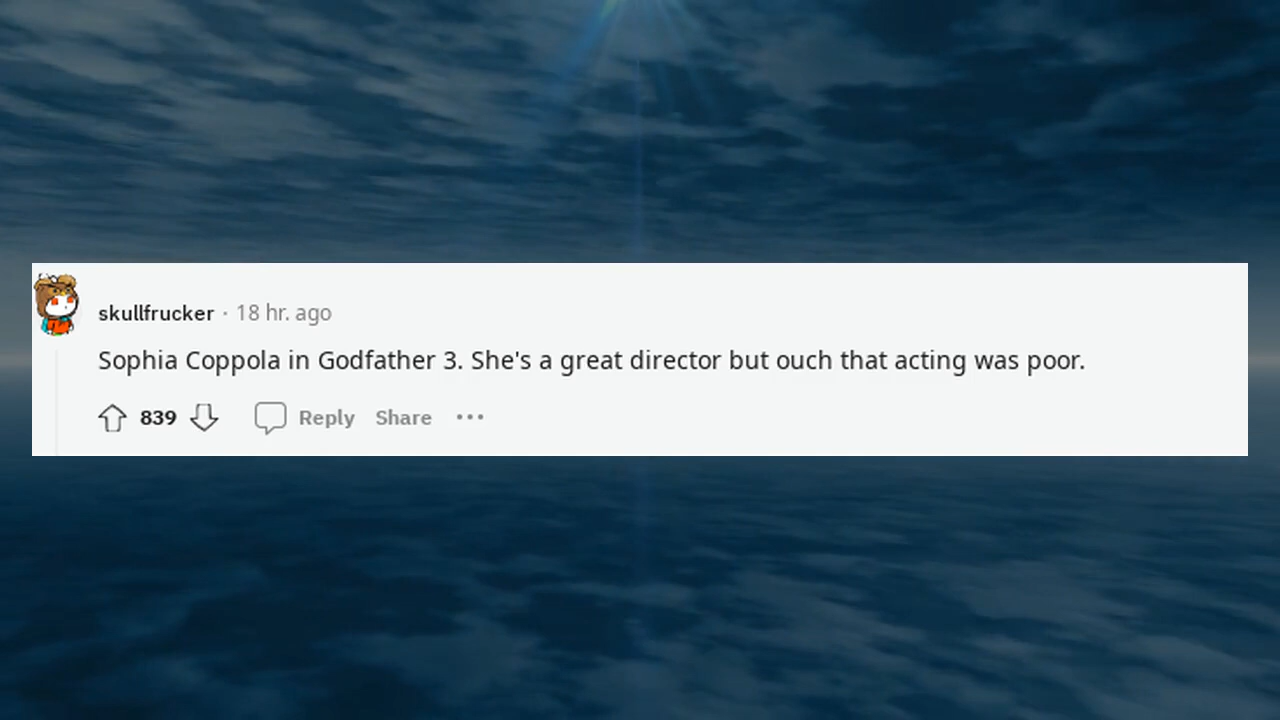 skullfrucker · 18 hr. ago
Sophia Coppola in Godfather 3. She's a great director but ouch that acting was poor.
839 Reply Share ···